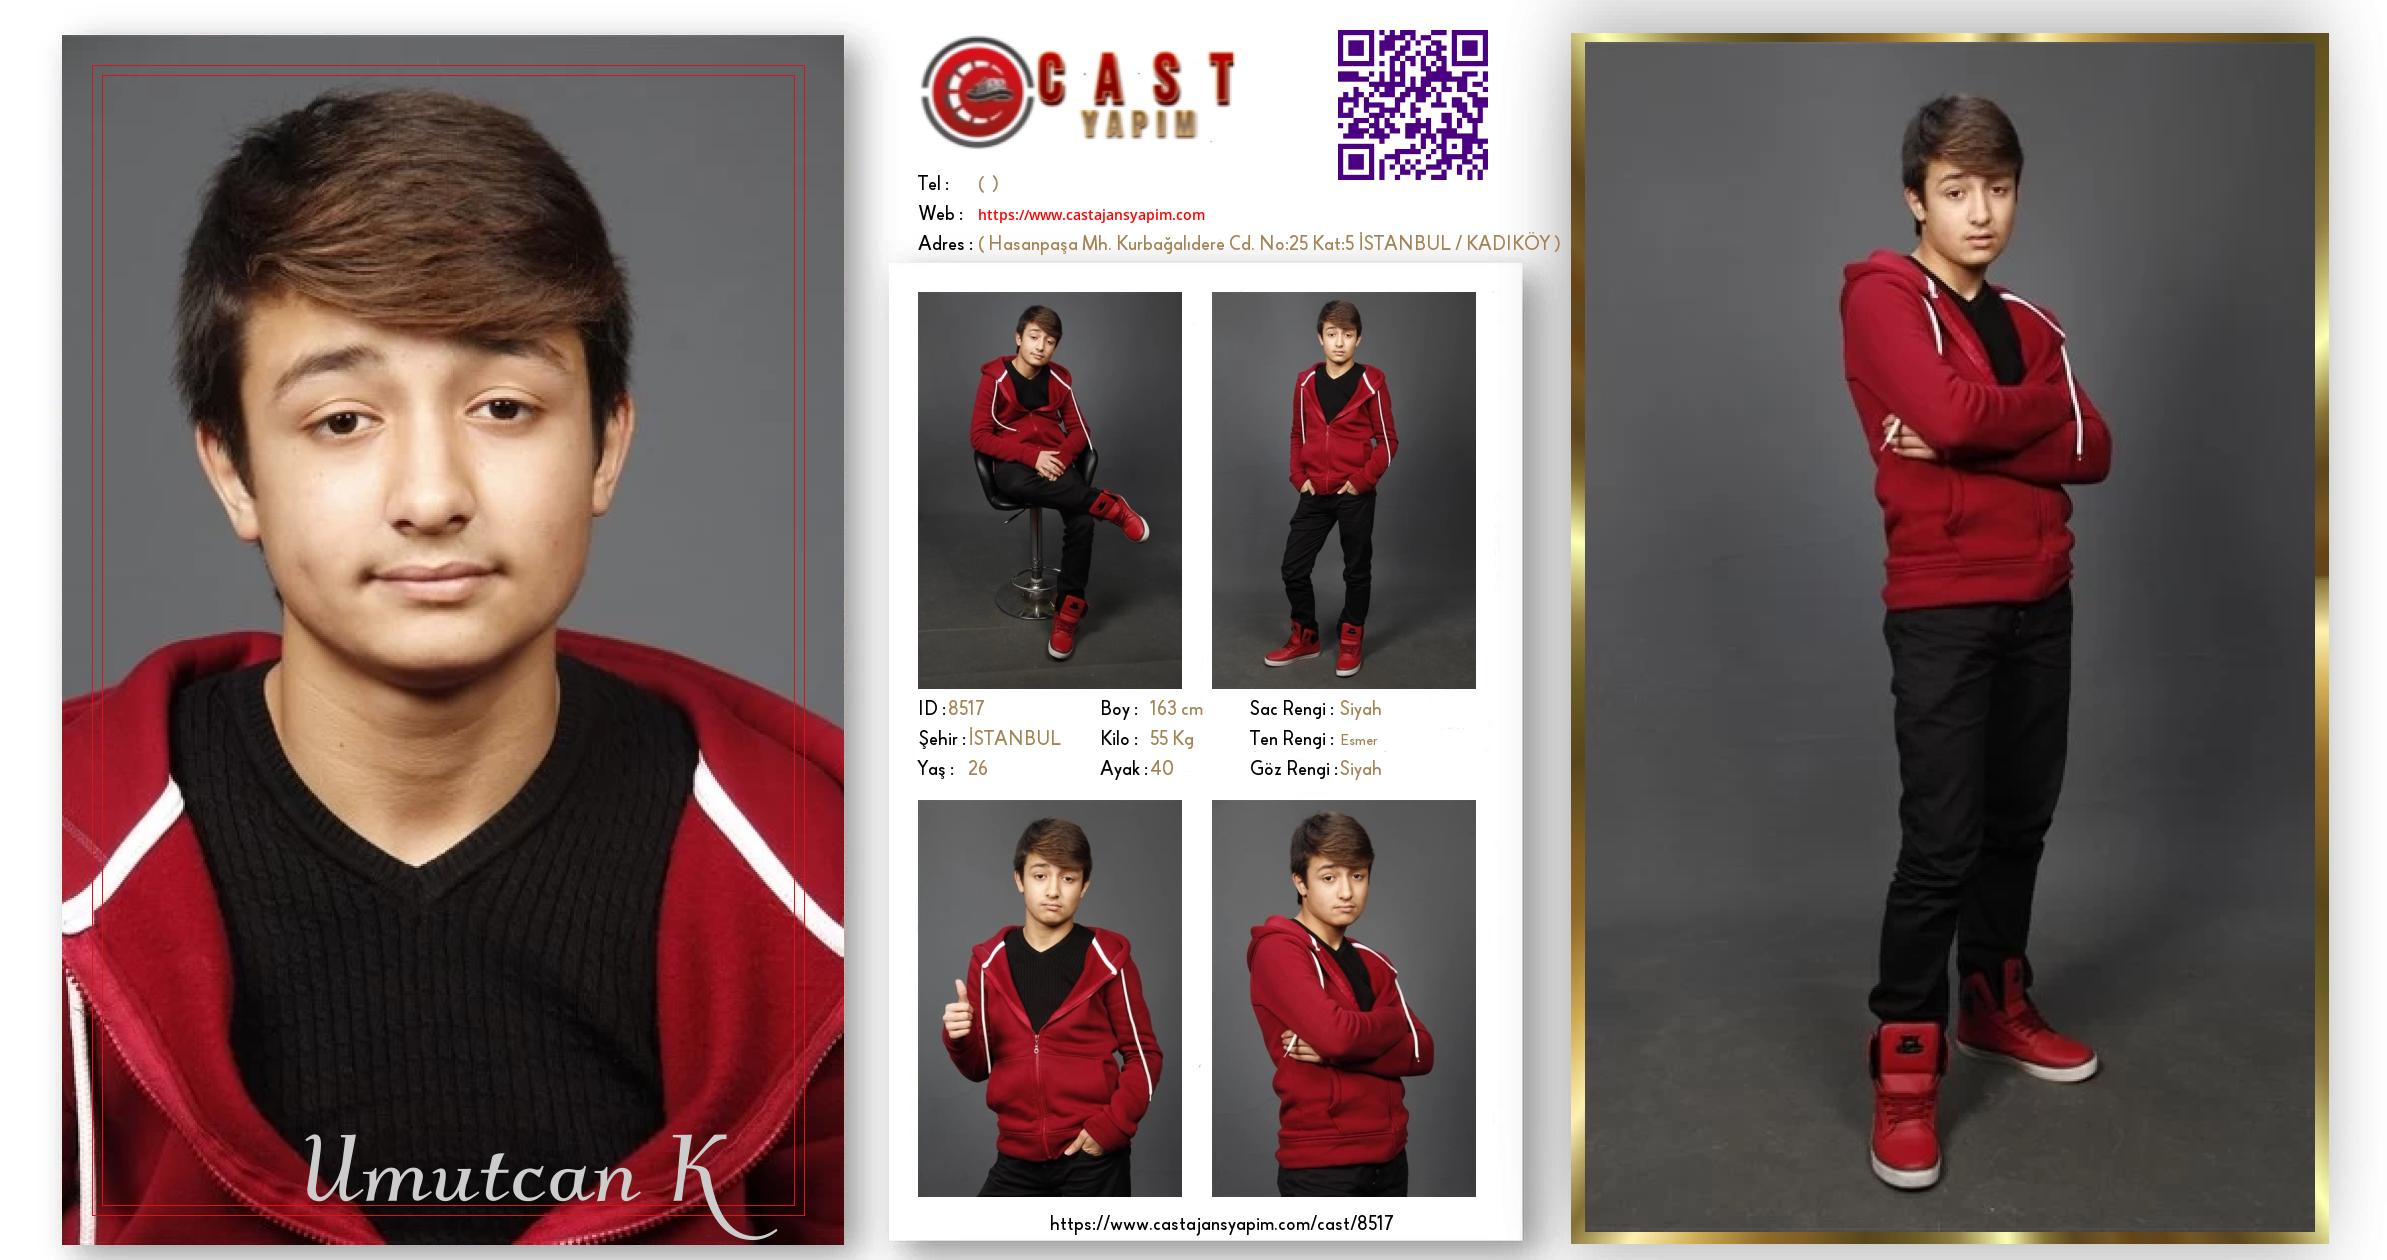 Umutcan K
CAST
YAPIM
Tel : ( )
Web : https://www.castajansyapim.com
Adres : ( Hasanpaşa Mh. Kurbağalıdere Cd. No:25 Kat:5 İSTANBUL / KADIKÖY )
ID : 8517 Boy : 163 cm Sac Rengi : Siyah
Şehir : İSTANBUL Kilo : 55 Kg Ten Rengi : Esmer
Yaş : 26 Ayak : 40 Göz Rengi : Siyah
https://www.castajansyapim.com/cast/8517